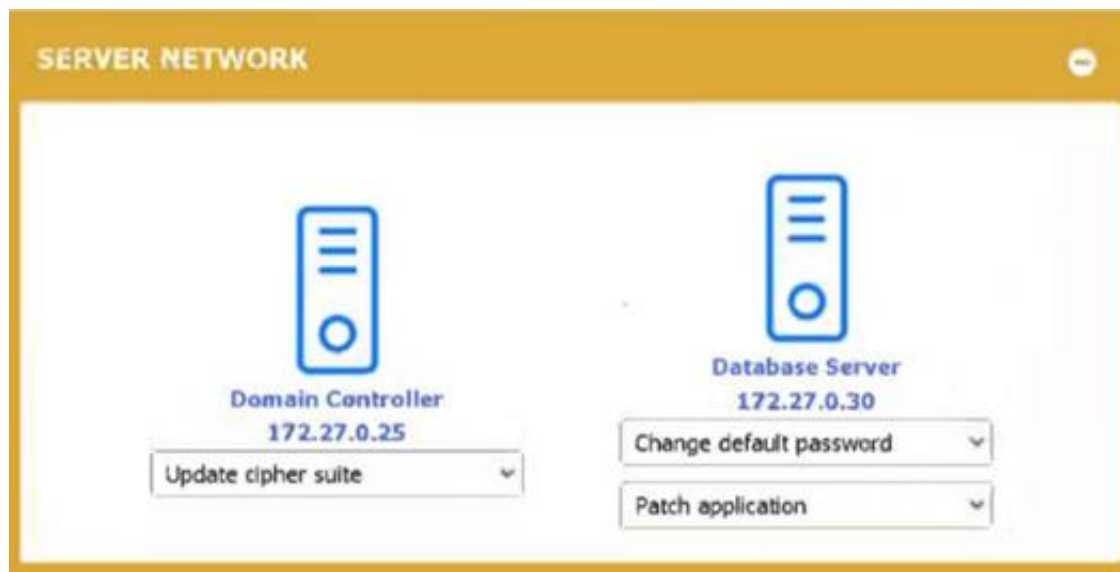 SERVER NETWORK
Domain Controller
172.27.0.25
Update cipher suite
Database Server
172.27.0.30
Change default password
Patch application